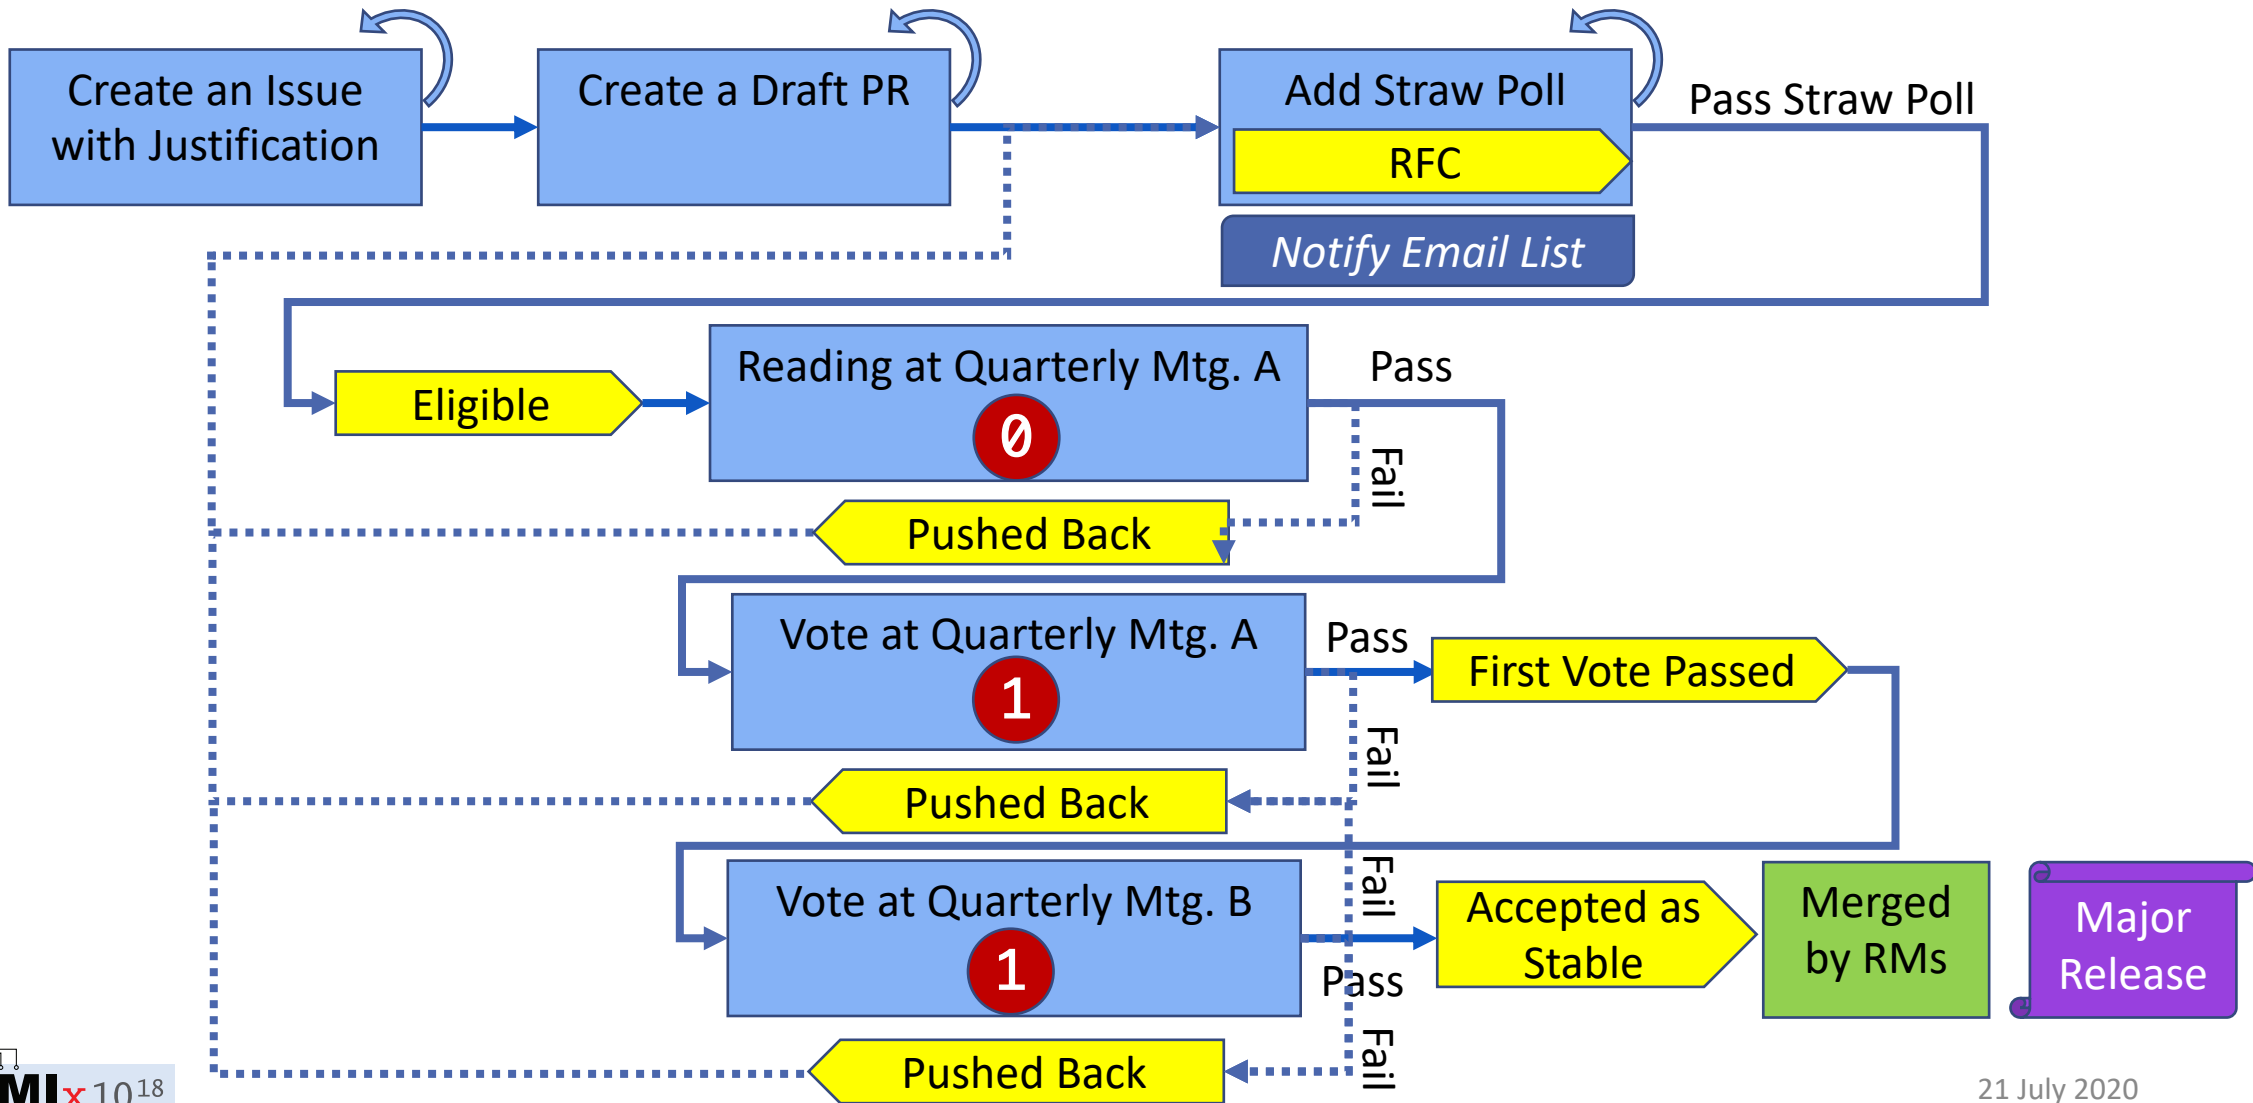 Create an Issue
with Justification
Create a Draft PR
Add Straw Poll
RFC
Notify Email List
Pass Straw Poll
Eligible
Reading at Quarterly Mtg. A
0
Pass
Fail
Pushed Back
Vote at Quarterly Mtg. A
1
Pass
First Vote Passed
Fail
Pushed Back
Vote at Quarterly Mtg. B
1
Fail
Pass
Accepted as
Stable
Merged
by RMs
Major
Release
Fail
Pushed Back
MI x 10 18
21 July 2020